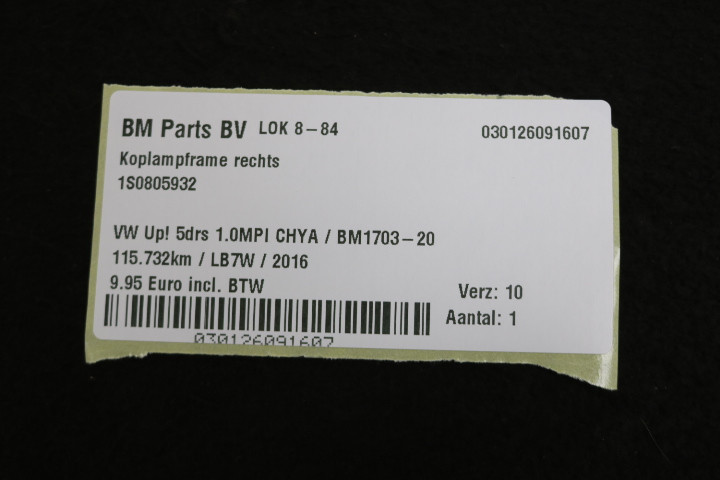 BM Parts BV LOK 8-84 030126091607
Koplampframe rechts
1S0805932
VW Up! 5drs 1.0MPI CHYA / BM1703-20
115.732km / LB7W / 2016
9.95 Euro incl. BTW Verz: 10
Aantal: 1
030126091607